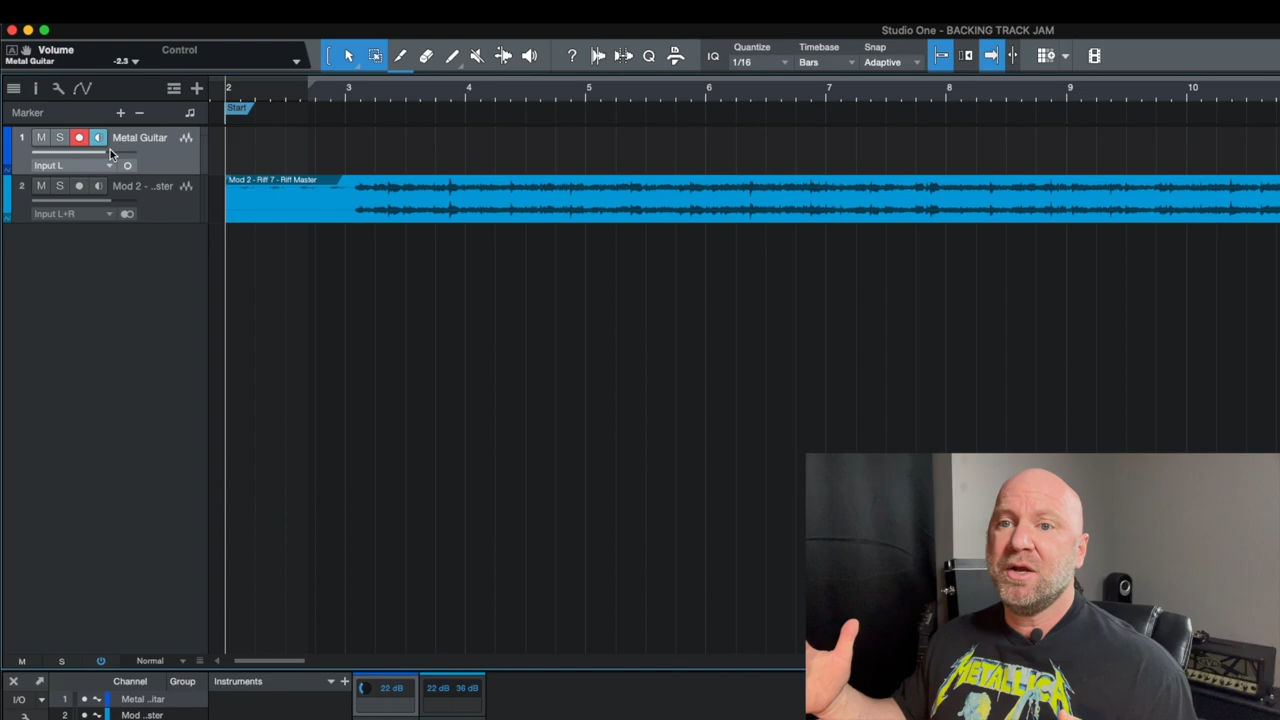 Studio One - BACKING TRACK JAM
Volume
Control
Metal Guitar
-2.3
IQ
Quantize
1/16
Timebase
Bars
Snap
Adaptive
2 3 4 5 6 7 8 9 10
Start
Marker
1 M S Metal Guitar
Input L
2 M S Mod 2 - ..ster
Input L+R
Mod 2 - Riff 7 - Riff Master
M S Normal
Channel Group Instruments
I/O 1 Metal ..itar
2 Mod ..ster
22 dB
22 dB 36 dB
METALLICA